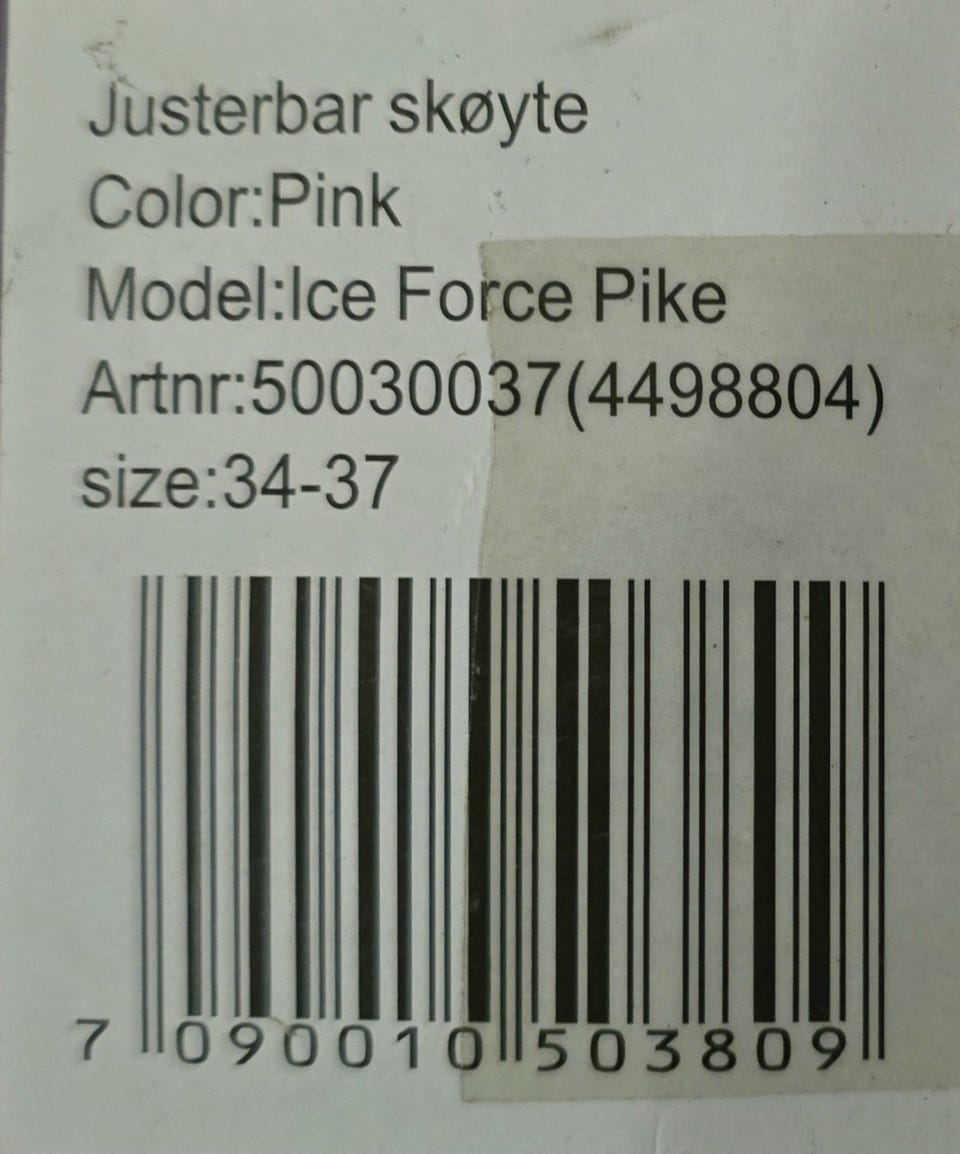 Justerbar skøyte
Color:Pink
Model:Ice Force Pike
Artnr:50030037(4498804)
size:34-37
7 090010 503809